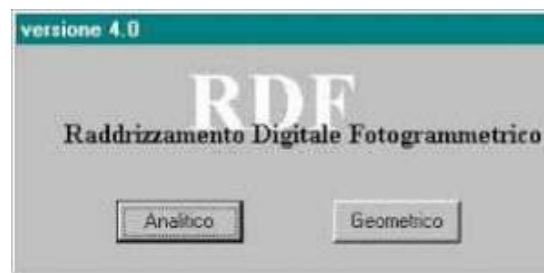 versione 4.0
RDF
Raddrizzamento Digitale Fotogrammetrico
Analitico
Geometrico